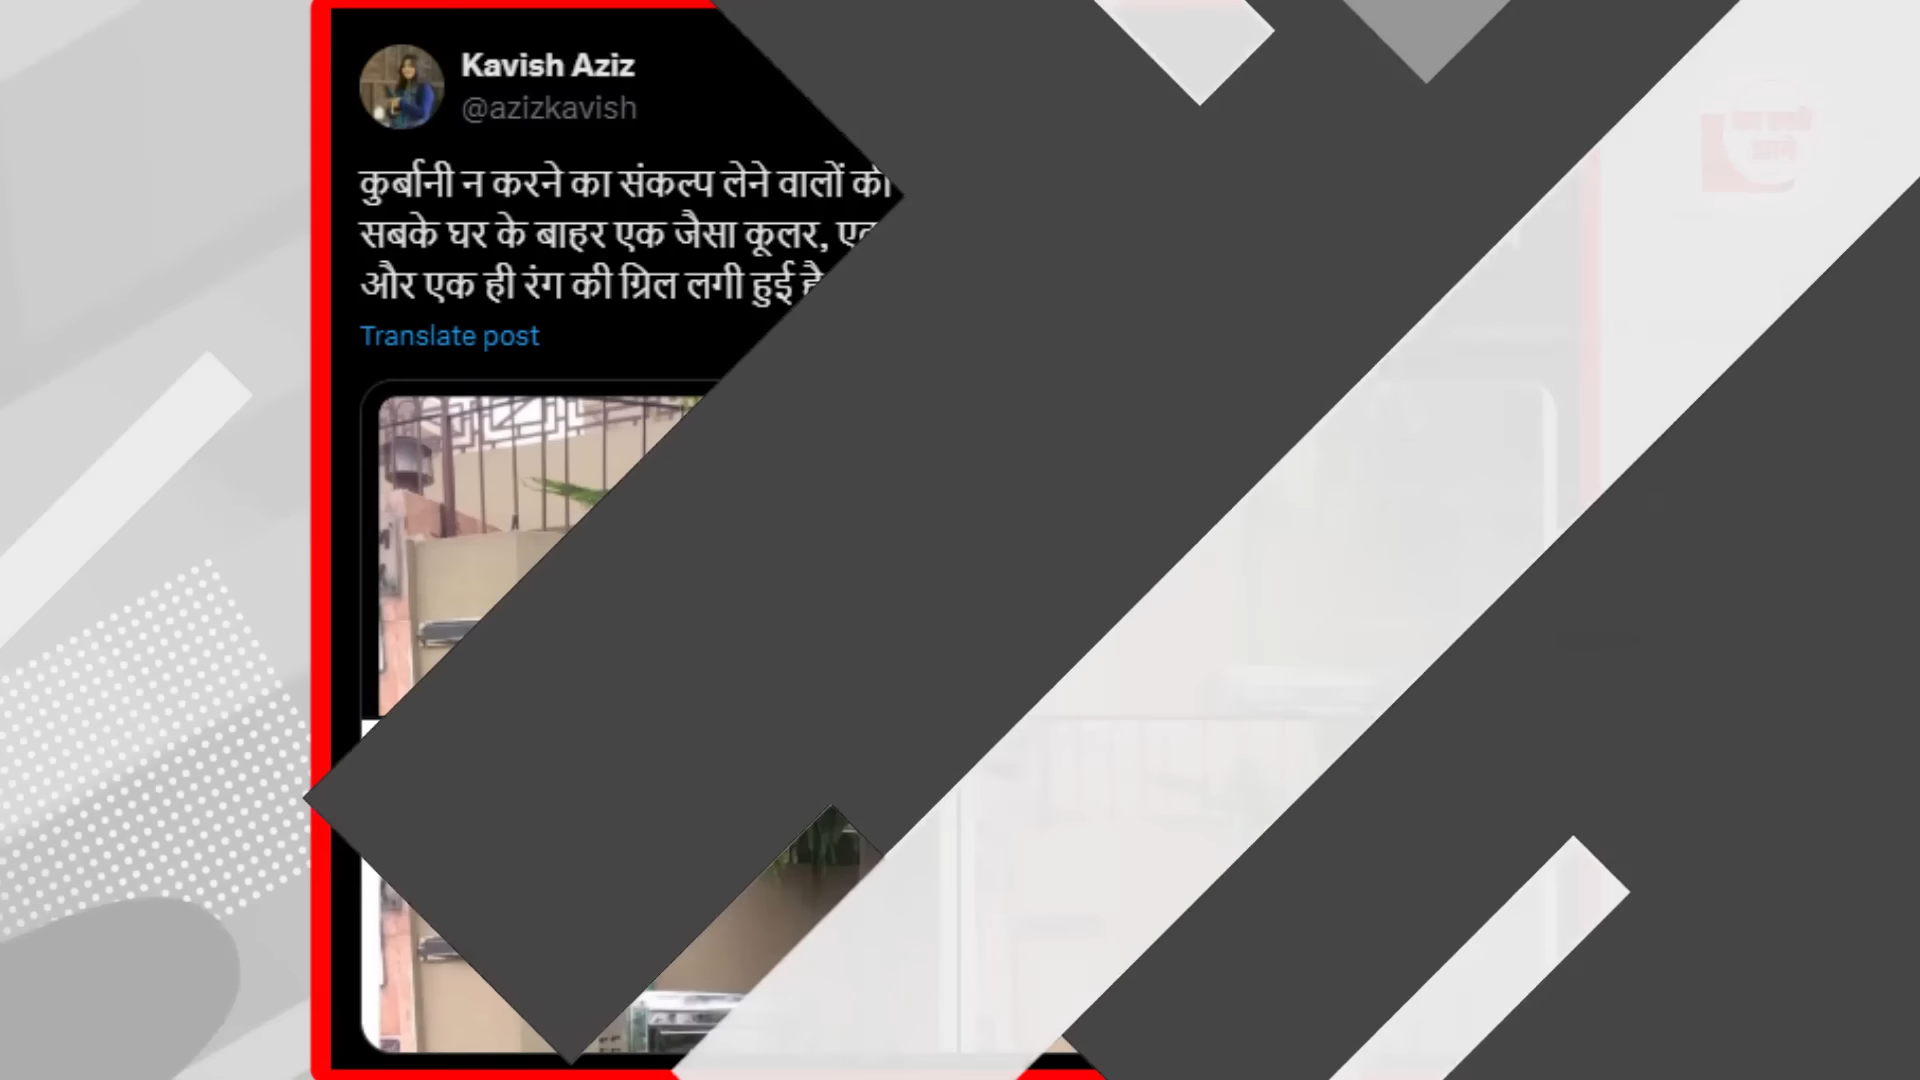 Kavish Aziz
@azizkavish
कुर्बानी न करने का संकल्प लेने वालों
सबके घर के बाहर एक जैसा कूलर,
और एक ही रंग की ग्रिल लगी हुई
Translate post